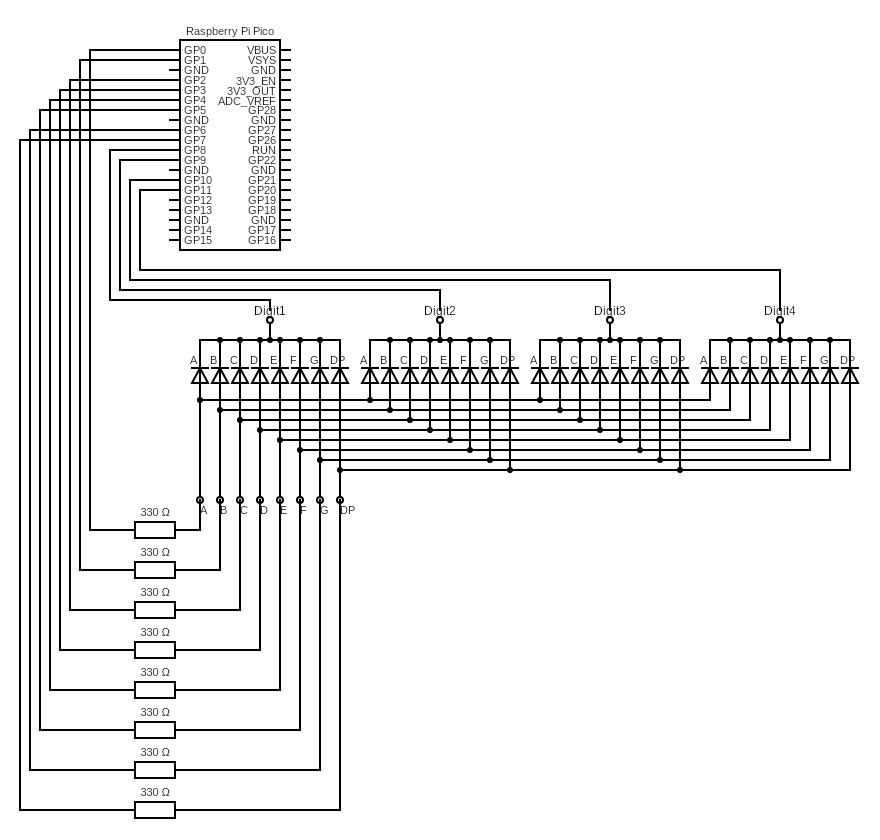 Raspberry Pi Pico
GP0 VBUS
GP1 VSYS
GND GND
GP2 3V3_EN
GP3 3V3_OUT
GP4 ADC_VREF
GP5 GP28
GND GND
GP6 GP27
GP7 GP26
GP8 RUN
GP9 GP22
GND GND
GP10 GP21
GP11 GP20
GP12 GP19
GP13 GP18
GND GND
GP14 GP17
GP15 GP16
Digit1 Digit2 Digit3 Digit4
A B C D E F G DP A B C D E F G DP A B C D E F G DP A B C D E F G DP
A B C D E F G DP
330 Ω
330 Ω
330 Ω
330 Ω
330 Ω
330 Ω
330 Ω
330 Ω